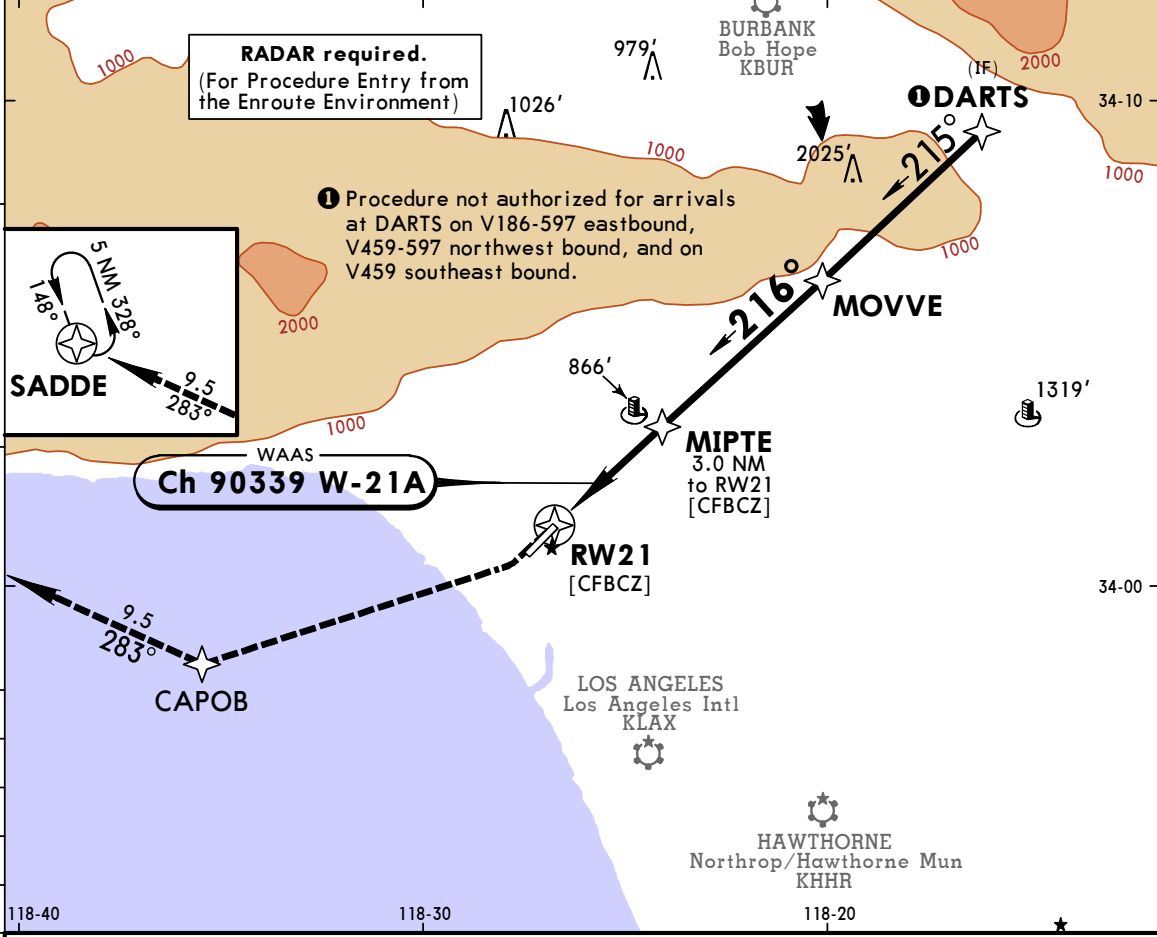 BURBANK
Bob Hope
KBUR
979'
1000
RADAR required.
(For Procedure Entry from
the Enroute Environment)
1026'
2000
(IF)
❶DARTS
34-10
215°
2025'
1000
1000
❶ Procedure not authorized for arrivals
at DARTS on V186-597 eastbound,
V459-597 northwest bound, and on
V459 southeast bound.
1000
5 NM 328°
148°
SADDE
9.5
283°
2000
216°
MOVVE
866'
1319'
1000
MIPTE
3.0 NM
to RW21
[CFBCZ]
WAAS
Ch 90339 W-21A
RW21
[CFBCZ]
34-00
9.5
283°
CAPOB
LOS ANGELES
Los Angeles Intl
KLAX
HAWTHORNE
Northrop/Hawthorne Mun
KHHR
118-40
118-30
118-20